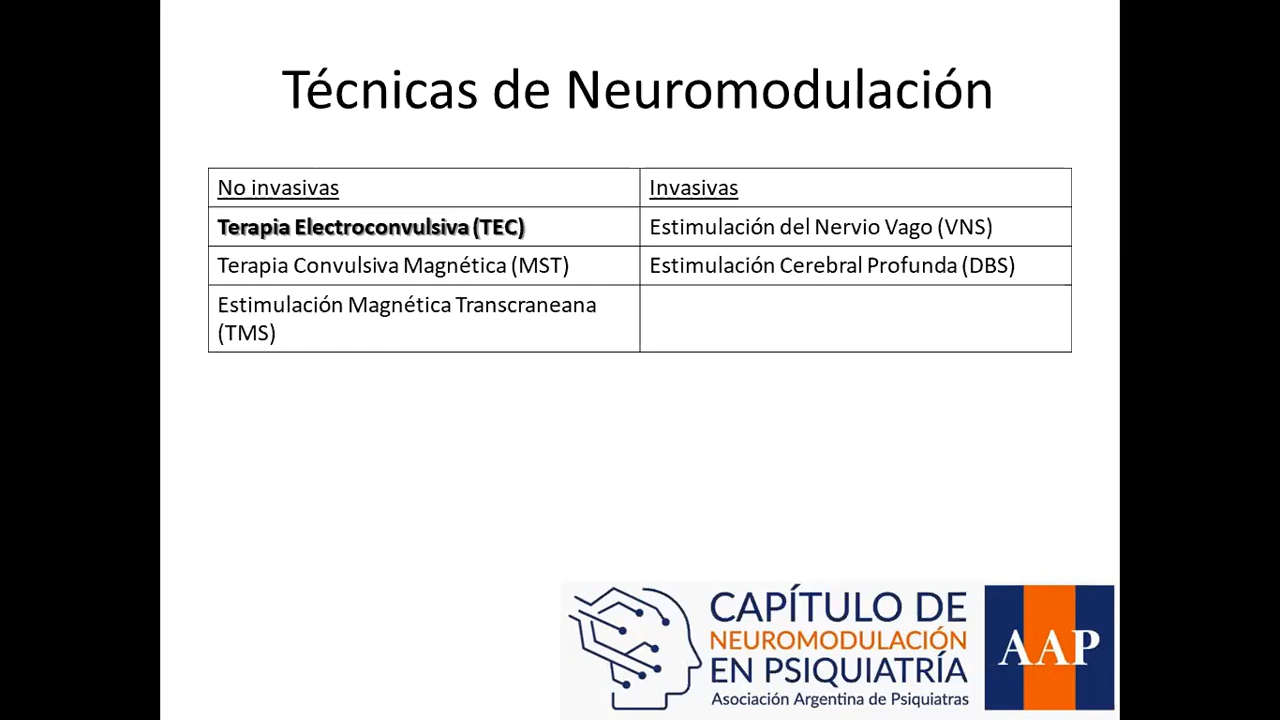 Técnicas de Neuromodulación
No invasivas
Invasivas
Terapia Electroconvulsiva (TEC)
Estimulación del Nervio Vago (VNS)
Terapia Convulsiva Magnética (MST)
Estimulación Cerebral Profunda (DBS)
Estimulación Magnética Transcraneana
(TMS)
CAPÍTULO DE
NEUROMODULACIÓN
EN PSIQUIATRÍA
Asociación Argentina de Psiquiatras
AAP